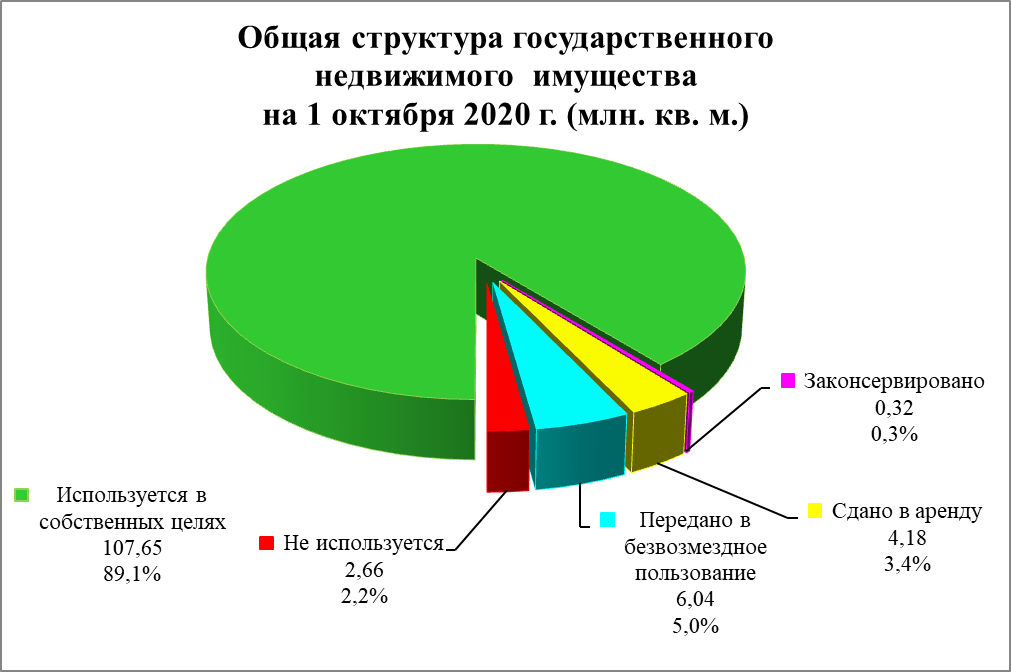 Общая структура государственного
недвижимого имущества
на 1 октября 2020 г. (млн. кв. м.)
Законсервировано
0,32
0,3%
Используется в
собственных целях
107,65
89,1%
Не используется
2,66
2,2%
Передано в
безвозмездное
пользование
6,04
5,0%
Сдано в аренду
4,18
3,4%